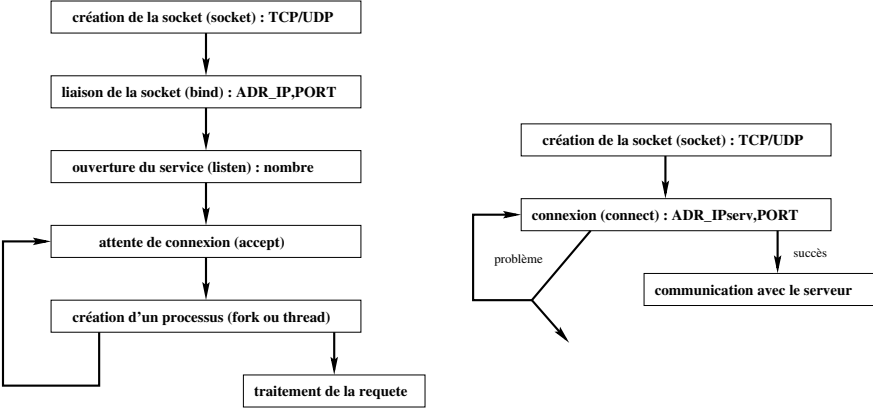 création de la socket (socket) : TCP/UDP
liaison de la socket (bind) : ADR_IP,PORT
ouverture du service (listen) : nombre
attente de connexion (accept)
création d'un processus (fork ou thread)
traitement de la requete
création de la socket (socket) : TCP/UDP
connexion (connect) : ADR_IPserv,PORT
problème
succès
communication avec le serveur